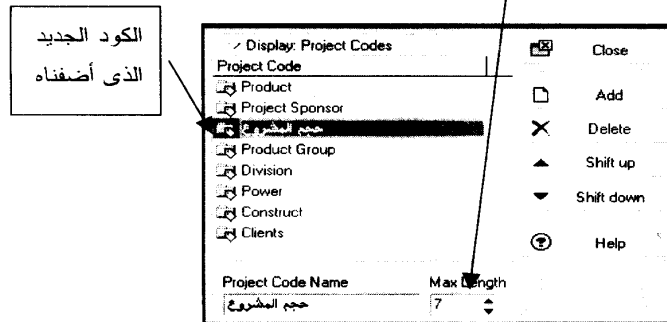 الكود الجديد
الذى أضفناه
Display: Project Codes
Project Code
Product
Project Sponsor
حجم المشروع
Product Group
Division
Power
Construct
Clients
Close
Add
Delete
Shift up
Shift down
Help
Project Code Name
Max Length
حجم المشروع
7